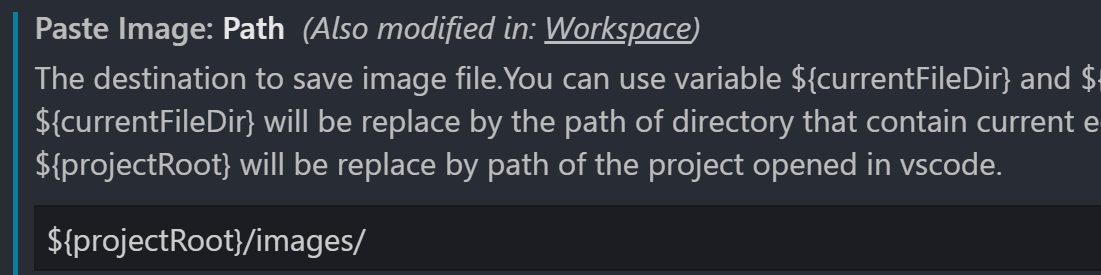 Paste Image: Path (Also modified in: Workspace)
The destination to save image file.You can use variable ${currentFileDir} and
${currentFileDir} will be replace by the path of directory that contain current
${projectRoot} will be replace by path of the project opened in vscode.
${projectRoot}/images/